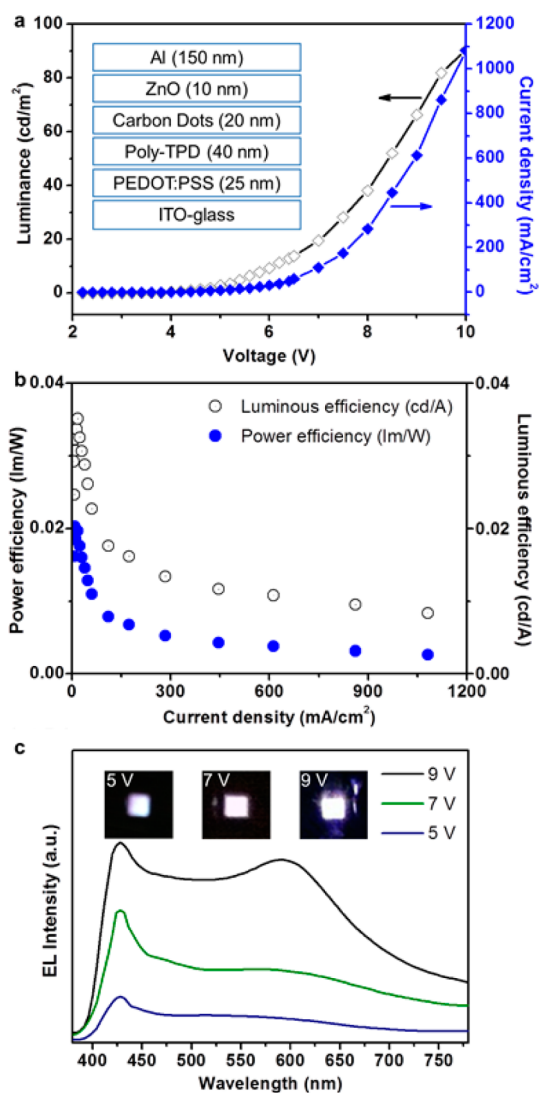 a
Luminance (cd/m²)
100
80
60
40
20
0
Al (150 nm)
ZnO (10 nm)
Carbon Dots (20 nm)
Poly-TPD (40 nm)
PEDOT:PSS (25 nm)
ITO-glass
1200
1000
800
600
400
200
0
Current density (mA/cm²)
2 4 6 8 10
Voltage (V)
b
Power efficiency (lm/W)
0.04
0.02
0.00
Luminous efficiency (cd/A)
Power efficiency (lm/W)
0.04
0.02
0.00
Luminous efficiency (cd/A)
0 300 600 900 1200
Current density (mA/cm²)
c
EL Intensity (a.u.)
5 V
7 V
9 V
9 V
7 V
5 V
400 450 500 550 600 650 700 750
Wavelength (nm)